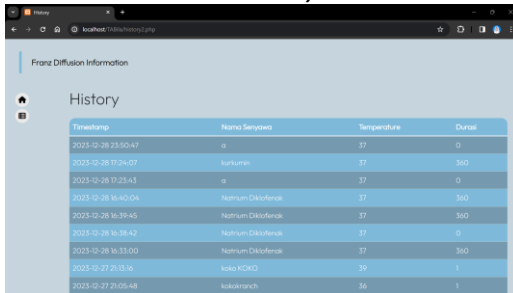 History
localhost/TABAk/history2.php
Franz Diffusion Information
History
Timestamp Nama Senyawa Temperature Durasi
2023-12-28 23:50:47 a 37 0
2023-12-28 17:24:07 kurkumin 37 360
2023-12-28 17:23:43 a 37 0
2023-12-28 16:40:04 Natrium Diklofenak 37 360
2023-12-28 16:39:45 Natrium Diklofenak 37 360
2023-12-28 16:38:42 Natrium Diklofenak 37 0
2023-12-28 16:33:00 Natrium Diklofenak 37 360
2023-12-27 21:13:16 koko KOKO 39 1
2023-12-27 21:05:48 kokokranch 36 1